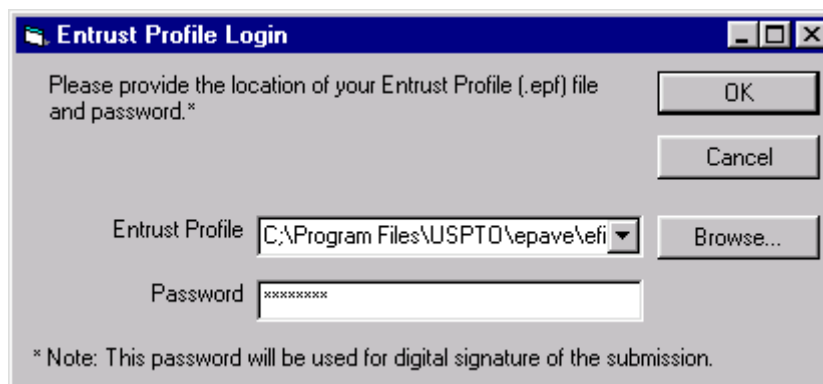 Entrust Profile Login
Please provide the location of your Entrust Profile (.epf) file
and password.*
OK
Cancel
Entrust Profile
C;\Program Files\USPTO\epave\efi
Browse...
Password
********
* Note: This password will be used for digital signature of the submission.